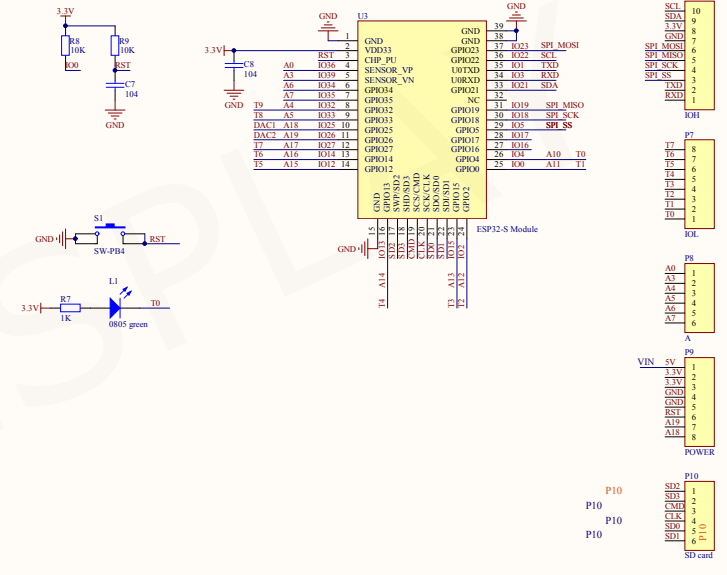 3.3V
R8
10K
R9
10K
IO0
RST
C7
104
GND
3.3V
C8
104
GND
GND
U3
GND
1 GND
2 VDD33
RST 3 CHP_PU
A0 IO36 4 SENSOR_VP
A3 IO39 5 SENSOR_VN
A6 IO34 6 GPIO34
A7 IO35 7 GPIO35
T9 A4 IO32 8 GPIO32
T8 A5 IO33 9 GPIO33
DAC1 A18 IO25 10 GPIO25
DAC2 A19 IO26 11 GPIO26
T7 A17 IO27 12 GPIO27
T6 A16 IO14 13 GPIO14
T5 A15 IO12 14 GPIO12
GND 39
GND 38
GPIO23 37 IO23 SPI_MOSI
GPIO22 36 IO22 SCL
U0TXD 35 IO1 TXD
U0RXD 34 IO3 RXD
GPIO21 33 IO21 SDA
NC 32
GPIO19 31 IO19 SPI_MISO
GPIO18 30 IO18 SPI_SCK
GPIO5 29 IO5 SPI_SS
GPIO17 28 IO17
GPIO16 27 IO16
GPIO4 26 IO4 A10 T0
GPIO0 25 IO0 A11 T1
GND 15
GPIO13 16 IO13 A14 T4
SWP/SD2 17 SD2
SHD/SD3 18 SD3
SCS/CMD 19 CMD
SCK/CLK 20 CLK
SDO/SD0 21 SD0
SDI/SD1 22 SD1
GPIO15 23 IO15 A13 T3
GPIO2 24 IO2 A12 T2
GND
ESP32-S Module
S1
GND
RST
SW-PB4
L1
3.3V
R7
1K
T0
0805 green
SCL 10
SDA 9
3.3V 8
GND 7
SPI_MOSI 6
SPI_MISO 5
SPI_SCK 4
SPI_SS 3
TXD 2
RXD 1
IOH
P7
T7 8
T6 7
T5 6
T4 5
T3 4
T2 3
T1 2
T0 1
IOL
P8
A0 1
A3 2
A4 3
A5 4
A6 5
A7 6
A
P9
VIN 5V 1
3.3V 2
3.3V 3
GND 4
GND 5
RST 6
A19 7
A18 8
POWER
P10
SD2 1
SD3 2
CMD 3
CLK 4
SD0 5
SD1 6
P10
SD card
P10
P10
P10
P10